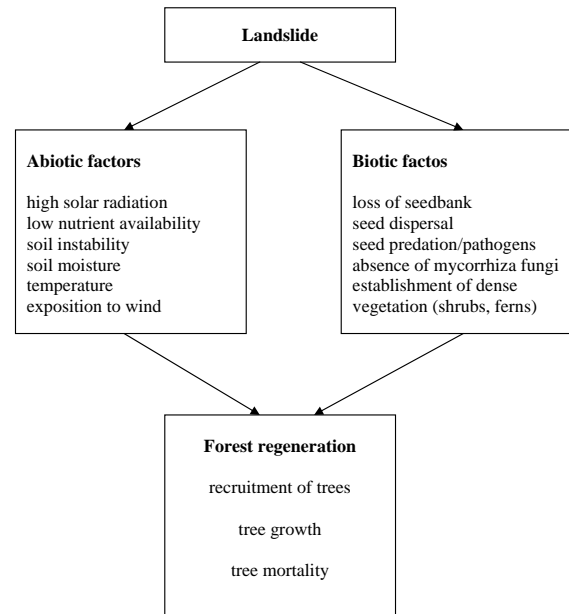 Landslide
Abiotic factors
high solar radiation
low nutrient availability
soil instability
soil moisture
temperature
exposition to wind
Biotic factos
loss of seedbank
seed dispersal
seed predation/pathogens
absence of mycorrhiza fungi
establishment of dense
vegetation (shrubs, ferns)
Forest regeneration
recruitment of trees
tree growth
tree mortality